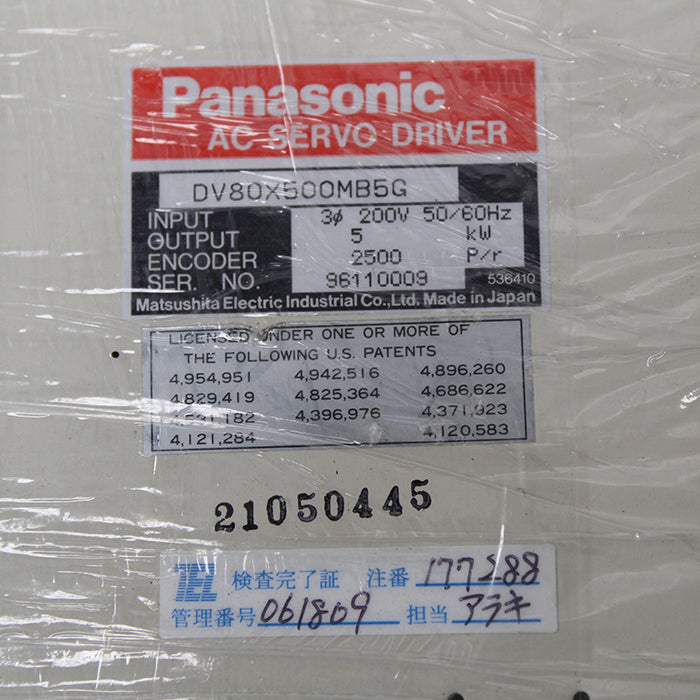 Panasonic
AC SERVO DRIVER
DV80X500MB5G
INPUT 3φ 200V 50/60Hz
OUTPUT 5 kW
ENCODER 2500 P/r
SER. NO. 96110009 536410
Matsushita Electric Industrial Co., Ltd. Made in Japan
LICENSED UNDER ONE OR MORE OF
THE FOLLOWING U.S. PATENTS
4,954,951 4,942,516 4,896,260
4,829,419 4,825,364 4,686,622
4,396,976 4,371,923
4,121,284 4,120,583
21050445
検査完了証 注番 177288
管理番号 061809 担当 アラキ